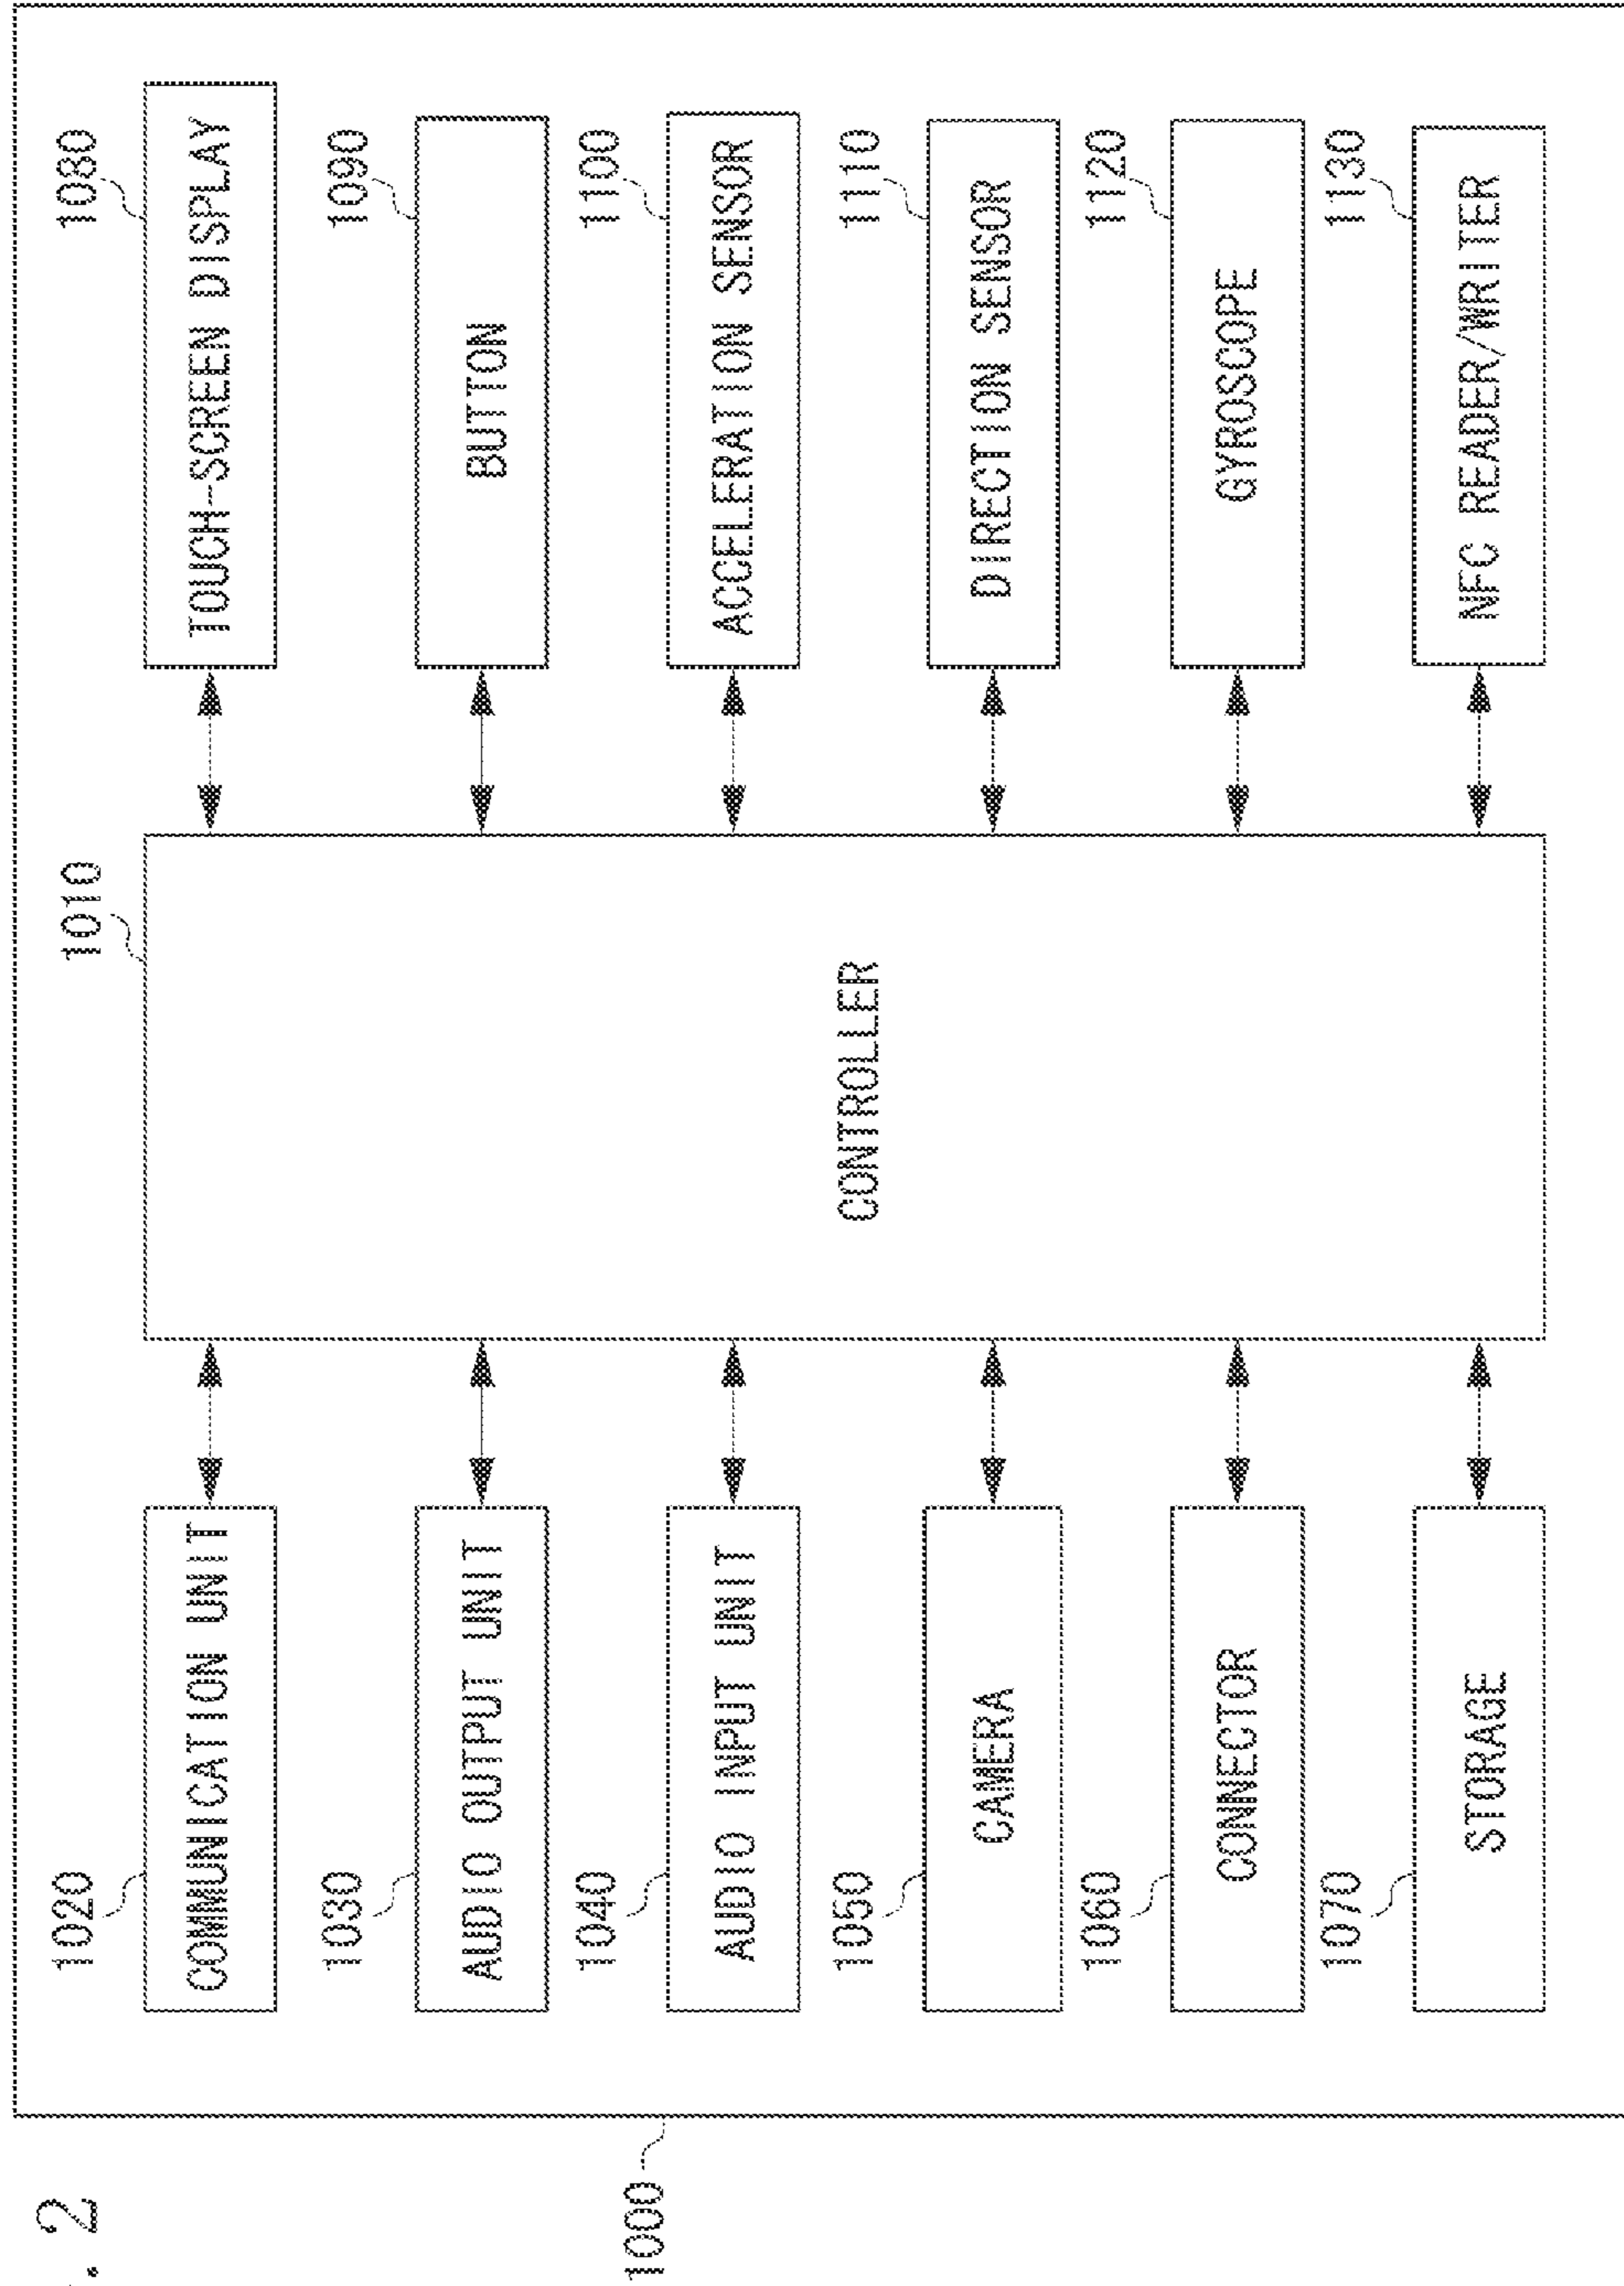 . 2
1000
1010
CONTROLLER
1020
COMMUNICATION UNIT
1030
AUDIO OUTPUT UNIT
1040
AUDIO INPUT UNIT
1050
CAMERA
1060
CONNECTOR
1070
STORAGE
1080
TOUCH-SCREEN DISPLAY
1090
BUTTON
1100
ACCELERATION SENSOR
1110
DIRECTION SENSOR
1120
GYROSCOPE
1130
NFC READER/WRITER